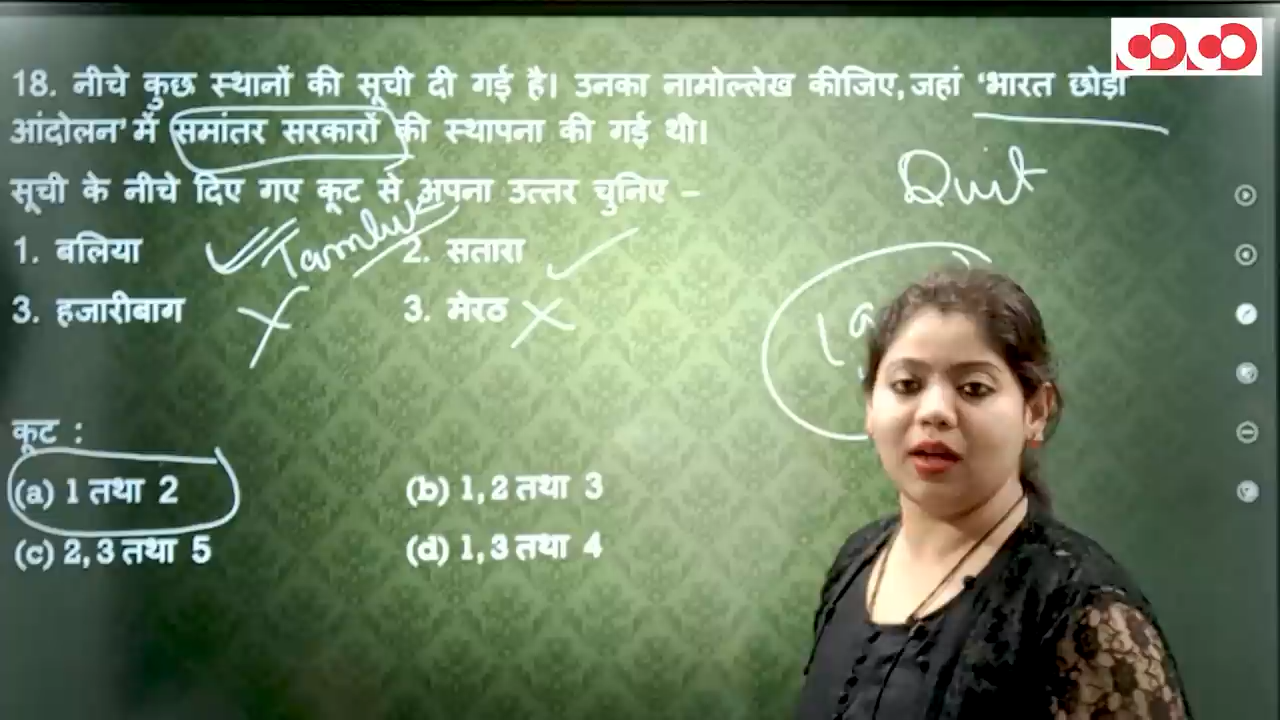 18. नीचे कुछ स्थानों की सूची दी गई है। उनका नामोल्लेख कीजिए, जहां ‘भारत छोड़ो
आंदोलन’ में समांतर सरकारों की स्थापना की गई थी।
Quit
सूची के नीचे दिए गए कूट से अपना उत्तर चुनिए –
1. बलिया Tamluk 2. सतारा
3. हजारीबाग 3. मेरठ
कूट :
(a) 1 तथा 2 (b) 1, 2 तथा 3
(c) 2, 3 तथा 5 (d) 1, 3 तथा 4